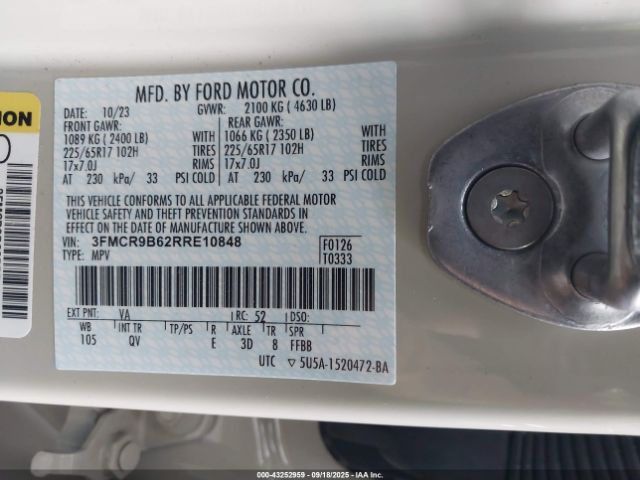 MFD. BY FORD MOTOR CO.
DATE: 10/23 GVWR: 2100 KG ( 4630 LB)
FRONT GAWR: REAR GAWR:
1089 KG ( 2400 LB) WITH 1066 KG ( 2350 LB) WITH
225/65R17 102H TIRES 225/65R17 102H TIRES
17x7.0J RIMS 17x7.0J RIMS
AT 230 kPa/ 33 PSI COLD AT 230 kPa/ 33 PSI COLD
THIS VEHICLE CONFORMS TO ALL APPLICABLE FEDERAL MOTOR
VEHICLE SAFETY AND THEFT PREVENTION STANDARDS IN
EFFECT ON THE DATE OF MANUFACTURE SHOWN ABOVE.
VIN: 3FMCR9B62RRE10848 F0126
TYPE: MPV T0333
EXT PNT: VA RC: 52 DSO:
WB INT TR TP/PS R AXLE TR SPR
105 QV E 3D 8 FFBB
UTC ▽ 5U5A-1520472-BA
000-43252959 - 09/18/2025 - IAAI.com